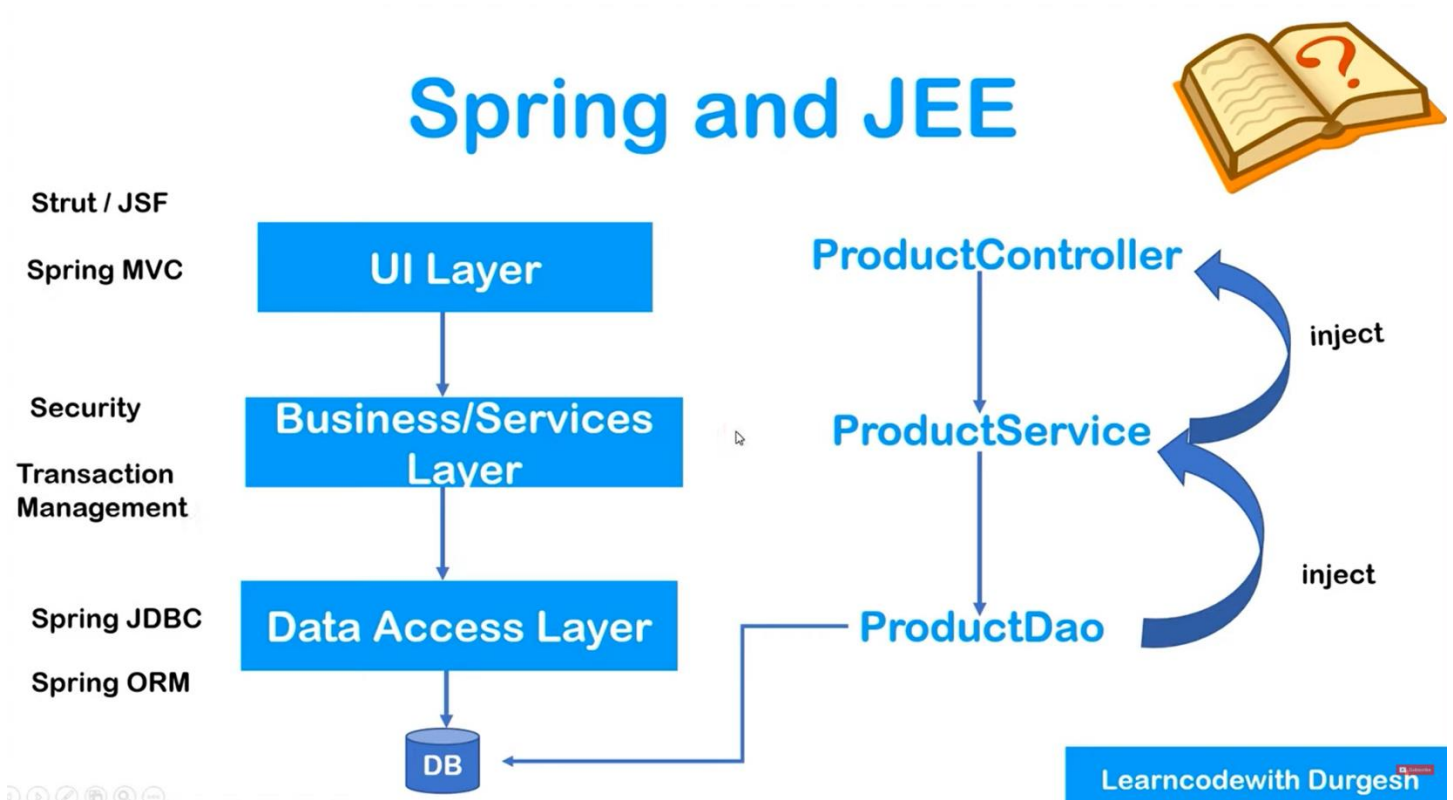 Spring and JEE
Strut / JSF
Spring MVC
UI Layer
ProductController
inject
Security
Transaction
Management
Business/Services
Layer
ProductService
inject
Spring JDBC
Spring ORM
Data Access Layer
ProductDao
DB
Learncodewith Durgesh